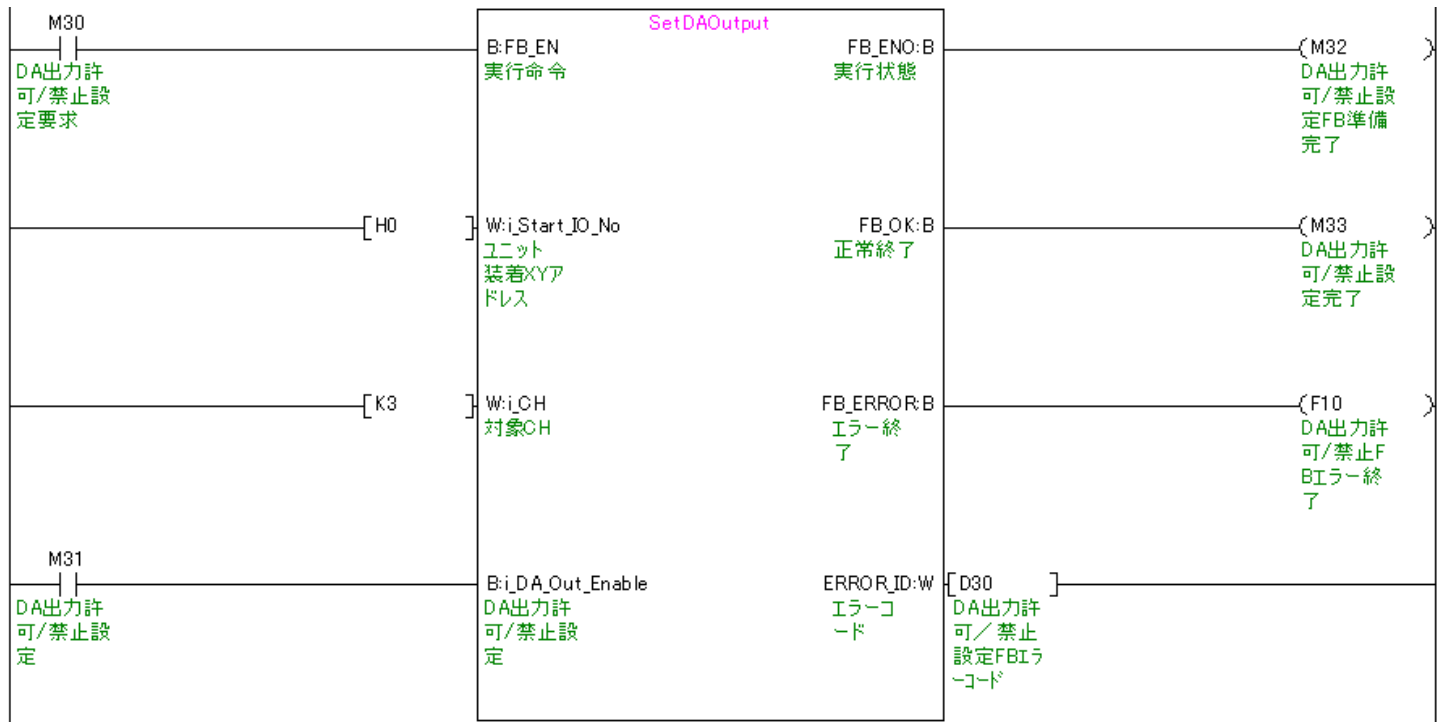 SetDAOutput
M30
DA出力許
可/禁止設
定要求
B:FB_EN
実行命令
FB_ENO:B
実行状態
M32
DA出力許
可/禁止設
定FB準備
完了
H0
W:i_Start_IO_No
ユニット
装着XYア
ドレス
FB_OK:B
正常終了
M33
DA出力許
可/禁止設
定完了
K3
W:i_CH
対象CH
FB_ERROR:B
エラー終
了
F10
DA出力許
可/禁止F
Bエラー終
了
M31
DA出力許
可/禁止設
定
B:i_DA_Out_Enable
DA出力許
可/禁止設
定
ERROR_ID:W
エラーコ
ード
D30
DA出力許
可／禁止
設定FBエラ
ーコード